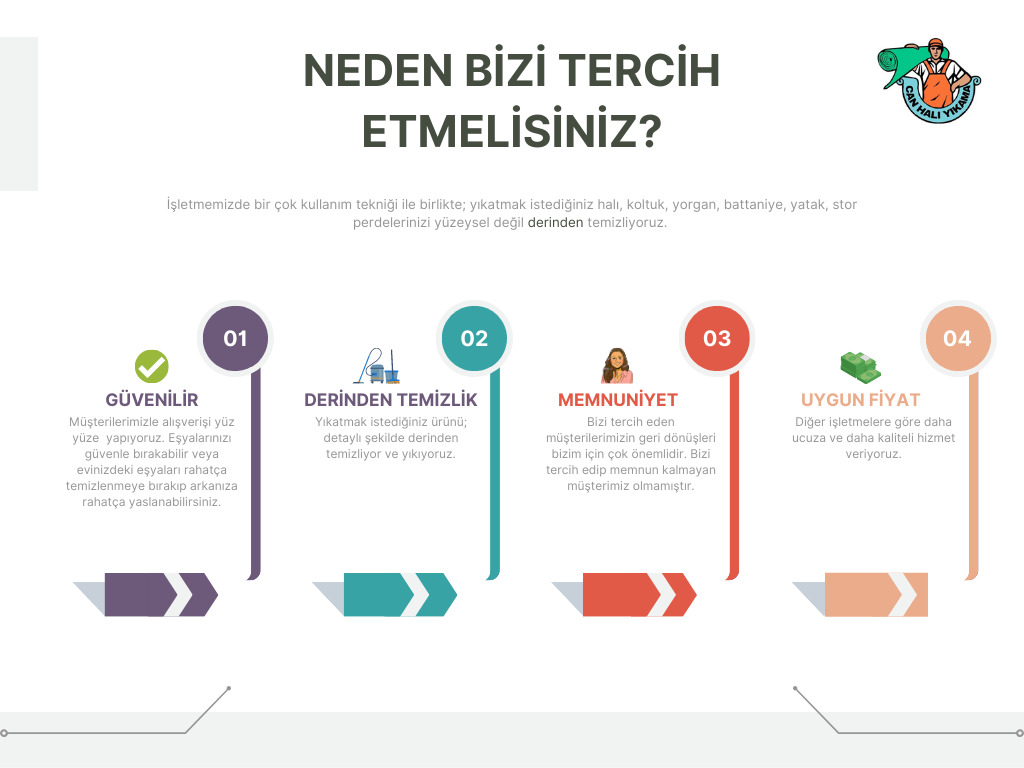 NEDEN BİZİ TERCİH
ETMELİSİNİZ?
CAN HALI YIKAMA
İşletmemizde bir çok kullanım tekniği ile birlikte; yıkatmak istediğiniz halı, koltuk, yorgan, battaniye, yatak, stor
perdelerinizi yüzeysel değil derinden temizliyoruz.
01
GÜVENİLİR
Müşterilerimizle alışverişi yüz
yüze yapıyoruz. Eşyalarınızı
güvenle bırakabilir veya
evinizdeki eşyaları rahatça
temizlenmeye bırakıp arkanıza
rahatça yaslanabilirsiniz.
02
DERİNDEN TEMİZLİK
Yıkatmak istediğiniz ürünü;
detaylı şekilde derinden
temizliyor ve yıkıyoruz.
03
MEMNUNİYET
Bizi tercih eden
müşterilerimizin geri dönüşleri
bizim için çok önemlidir. Bizi
tercih edip memnun kalmayan
müşterimiz olmamıştır.
04
UYGUN FİYAT
Diğer işletmelere göre daha
ucuza ve daha kaliteli hizmet
veriyoruz.